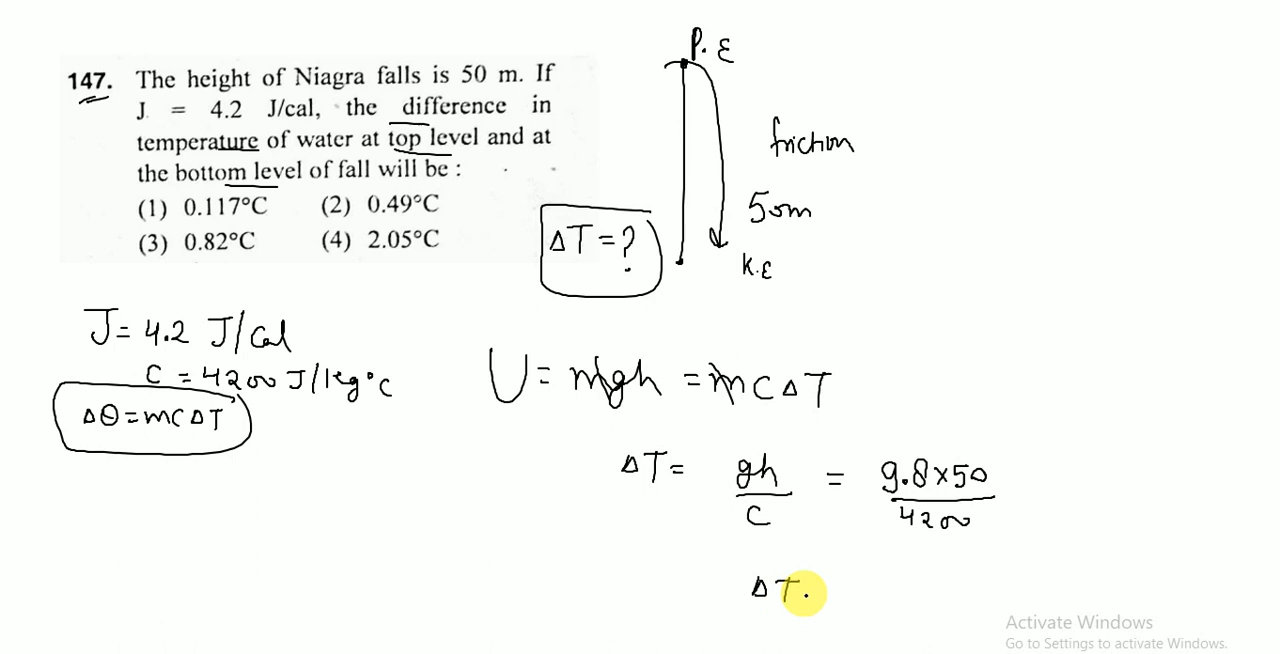 147. The height of Niagra falls is 50 m. If
J = 4.2 J/cal, the difference in
temperature of water at top level and at
the bottom level of fall will be :
(1) 0.117°C (2) 0.49°C
(3) 0.82°C (4) 2.05°C
P.E
friction
50m
K.E
ΔT=?
J= 4.2 J/Cal
C = 4200 J/kg°C
ΔQ=mCΔT
U= mgh =mCΔT
ΔT= gh/C = 9.8×50/4200
ΔT.
Activate Windows
Go to Settings to activate Windows.